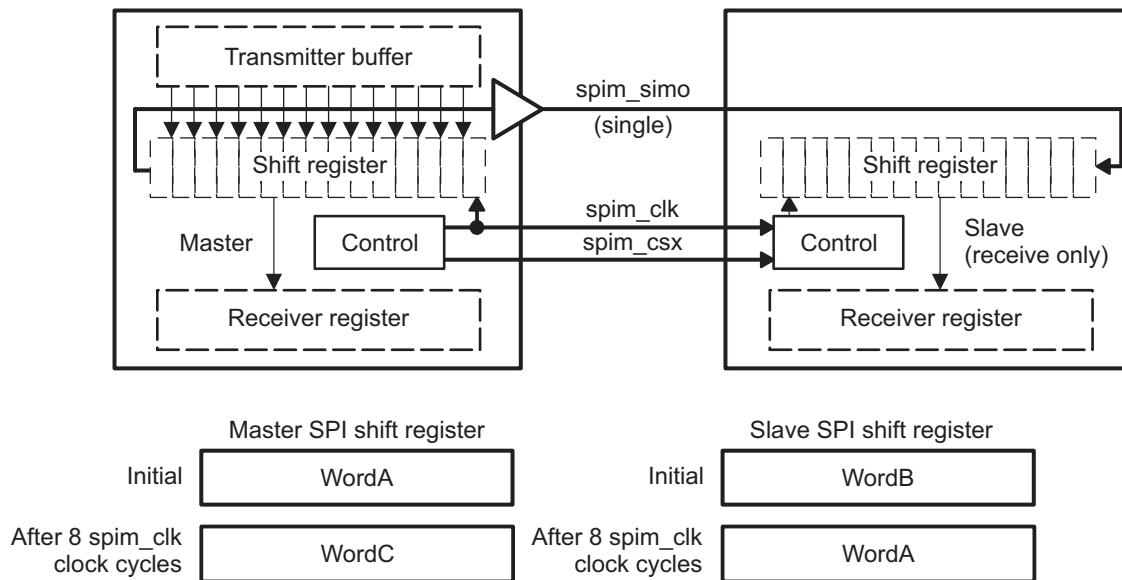 Transmitter buffer
spim_simo
(single)
Shift register
Shift register
spim_clk
Master
Control
spim_csx
Control
Slave
(receive only)
Receiver register
Receiver register
Master SPI shift register
Slave SPI shift register
Initial
WordA
Initial
WordB
After 8 spim_clk
clock cycles
WordC
After 8 spim_clk
clock cycles
WordA